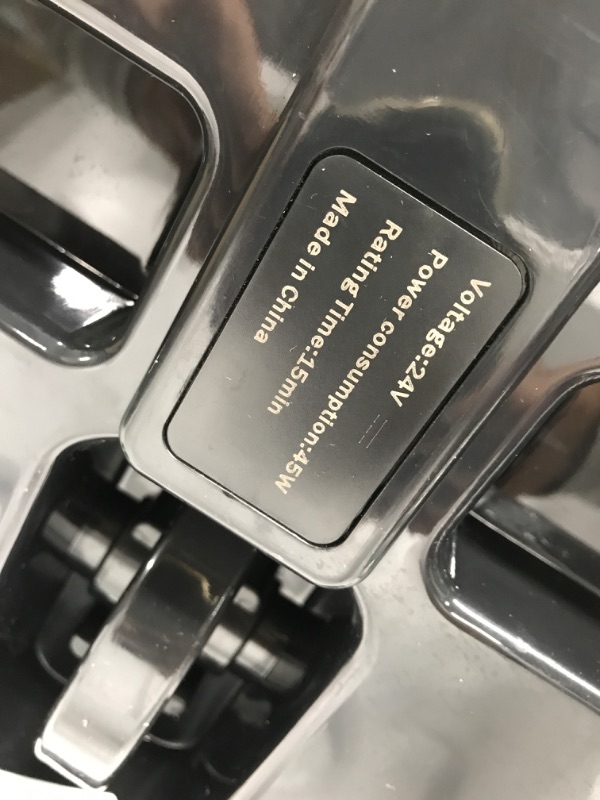 Voltage:24V
Power consumption:45W
Rating Time:15min
Made in China